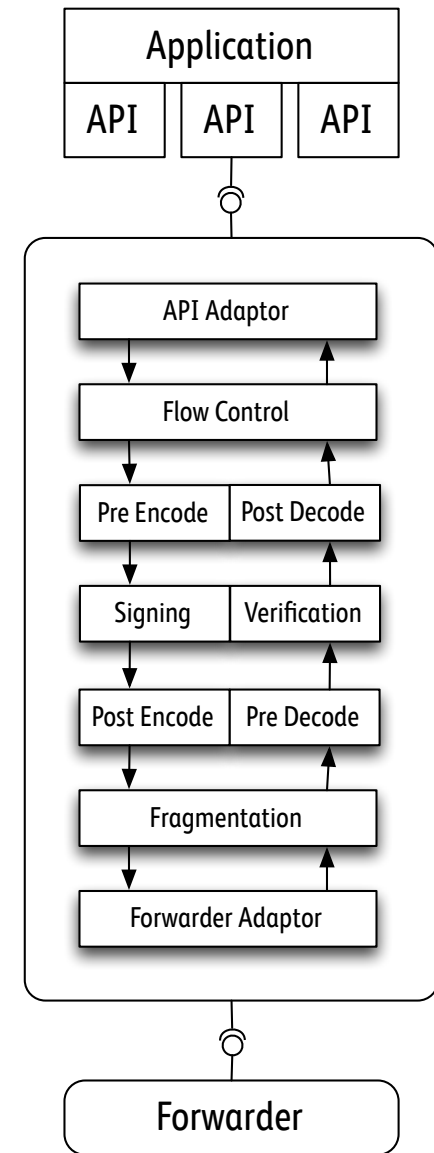 Application
API API API
API Adaptor
Flow Control
Pre Encode Post Decode
Signing Verification
Post Encode Pre Decode
Fragmentation
Forwarder Adaptor
Forwarder